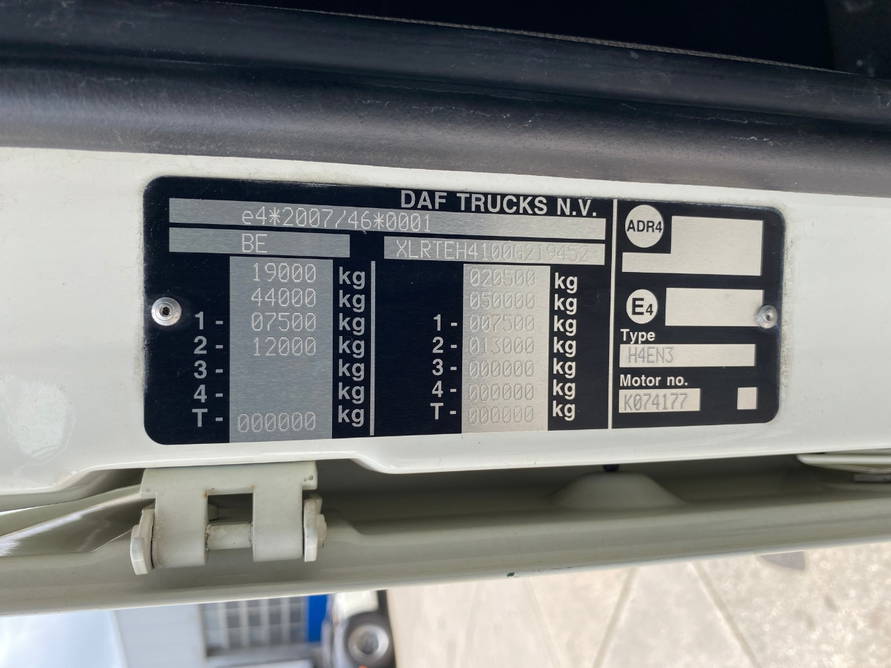 DAF TRUCKS N.V.
e4*2007/46*0001
BE XLRTEH4100G219452
19000 kg 020500 kg
44000 kg 050000 kg
1- 07500 kg 1- 007500 kg
2- 12000 kg 2- 013000 kg
3- kg 3- 000000 kg
4- kg 4- 000000 kg
T- 000000 kg T- 000000 kg
ADR4
E4
Type
H4EN3
Motor no.
K074177